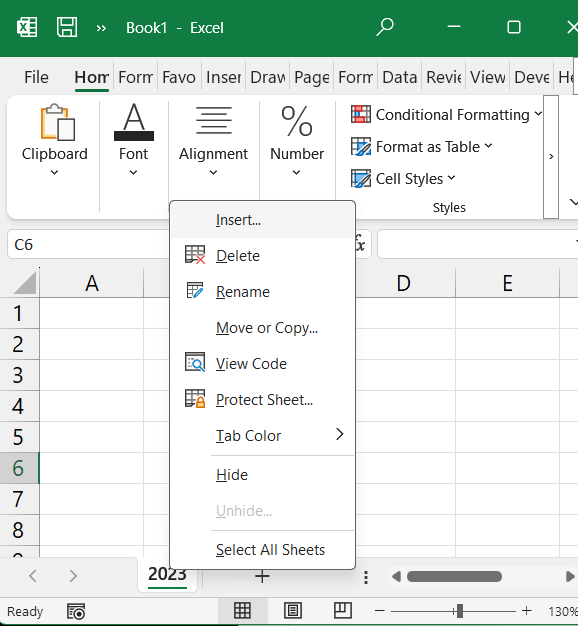 Book1 - Excel
File Hom Form Favo Inser Draw Page Form Data Revie View Deve He
Clipboard
Font
Alignment
%
Number
Conditional Formatting
Format as Table
Cell Styles
Styles
C6
fx
A D E
1
2
3
4
5
6
7
8
Insert...
Delete
Rename
Move or Copy...
View Code
Protect Sheet...
Tab Color
Hide
Unhide...
Select All Sheets
2023
Ready
130%